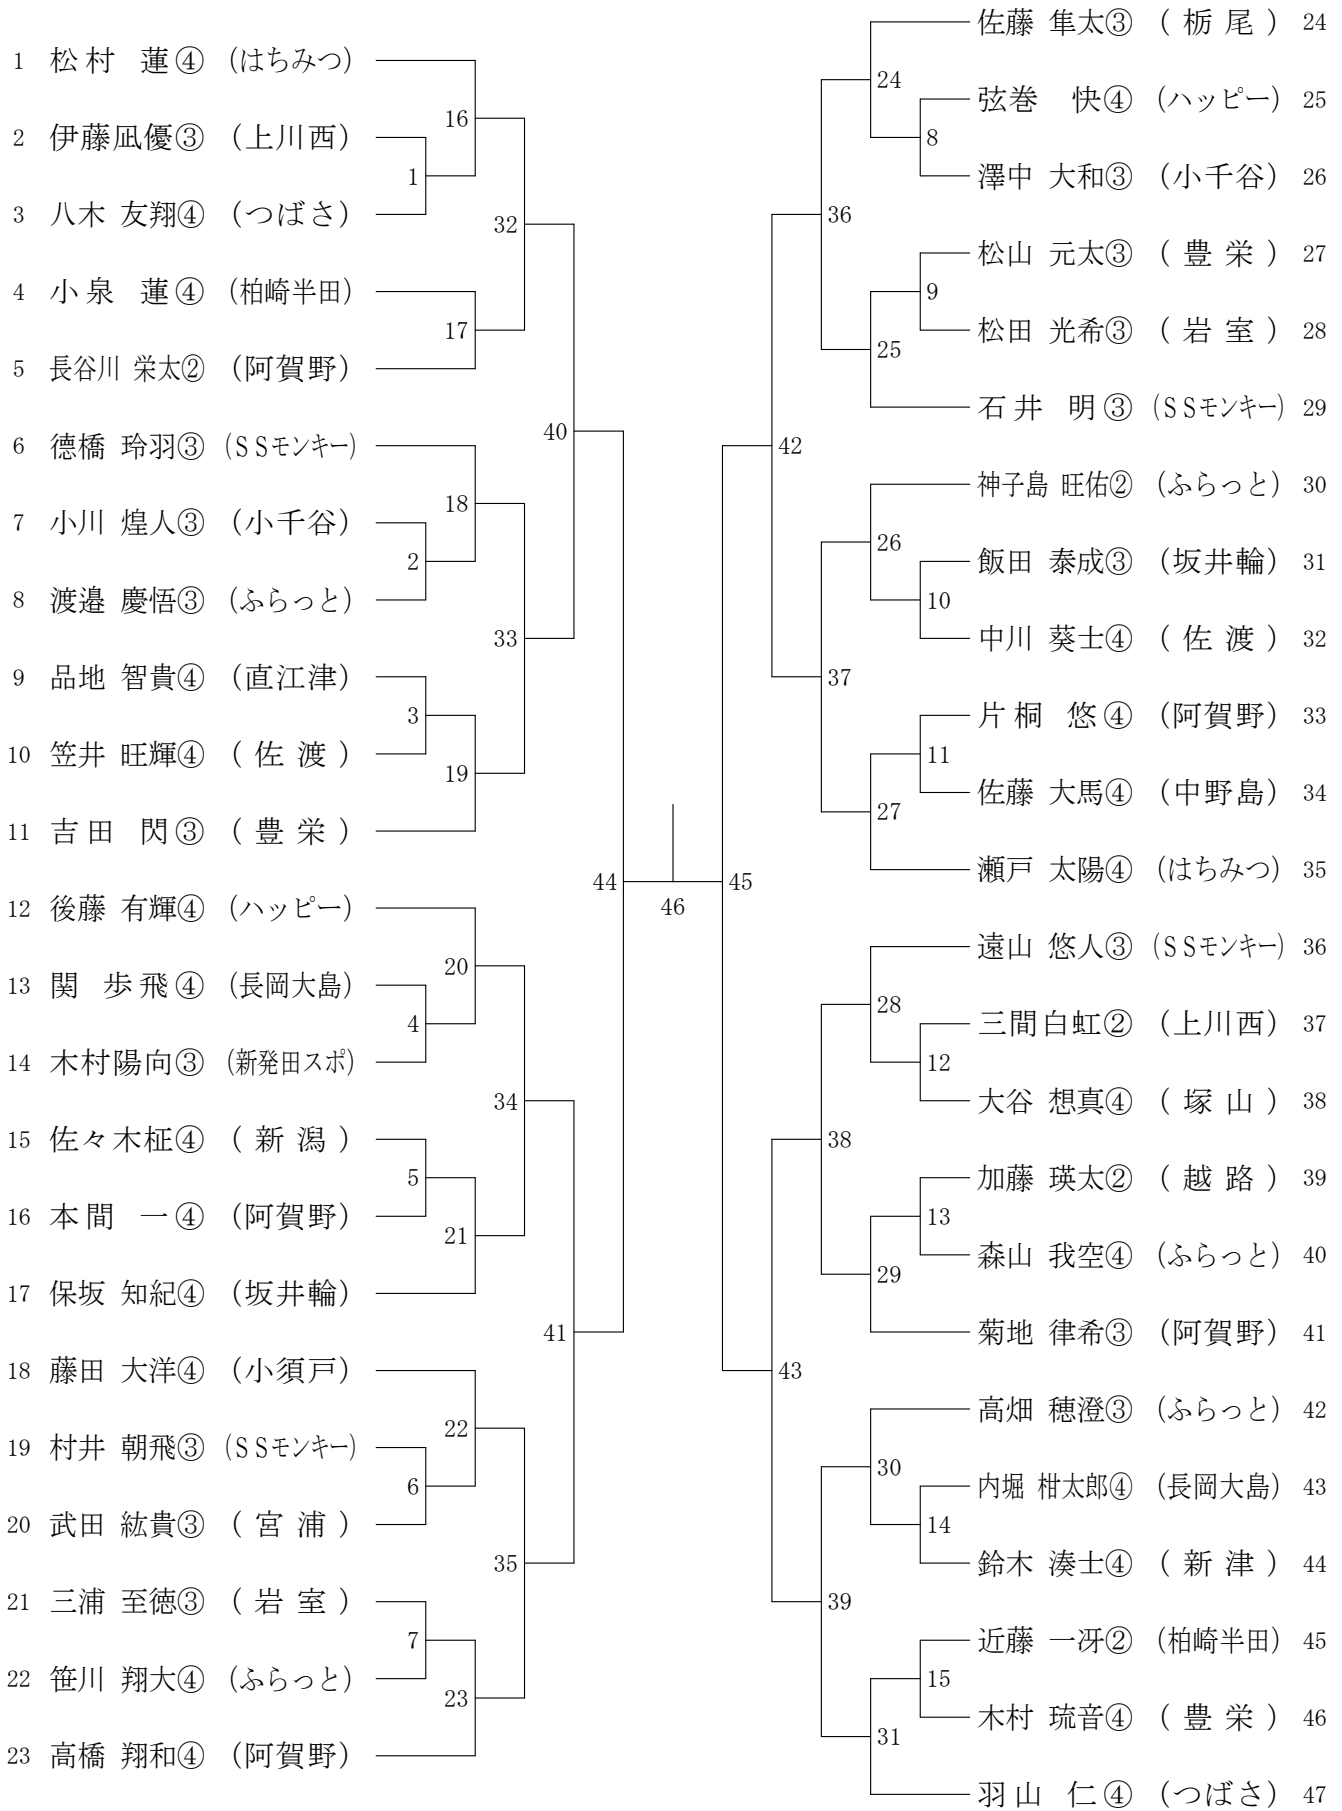 1 松村 蓮④ (はちみつ)
2 伊藤凪優③ (上川西)
3 八木 友翔④ (つばさ)
4 小泉 蓮④ (柏崎半田)
5 長谷川 栄太② (阿賀野)
6 德橋 玲羽③ (SSモンキー)
7 小川 煌人③ (小千谷)
8 渡邉 慶悟③ (ふらっと)
9 品地 智貴④ (直江津)
10 笠井 旺輝④ (佐渡)
11 吉田 閃③ (豊栄)
12 後藤 有輝④ (ハッピー)
13 関 歩飛④ (長岡大島)
14 木村陽向③ (新発田スポ)
15 佐々木柾④ (新潟)
16 本間 一④ (阿賀野)
17 保坂 知紀④ (坂井輪)
18 藤田 大洋④ (小須戸)
19 村井 朝飛③ (SSモンキー)
20 武田 紘貴③ (宮浦)
21 三浦 至徳③ (岩室)
22 笹川 翔大④ (ふらっと)
23 高橋 翔和④ (阿賀野)
1
2
3
4
5
6
7
16
17
18
19
20
21
22
23
32
33
34
35
40
41
44
46
45
42
43
36
37
38
39
24
25
26
27
28
29
30
31
8
9
10
11
12
13
14
15
佐藤 隼太③ (栃尾) 24
弦巻 快④ (ハッピー) 25
澤中 大和③ (小千谷) 26
松山 元太③ (豊栄) 27
松田 光希③ (岩室) 28
石井 明③ (SSモンキー) 29
神子島 旺佑② (ふらっと) 30
飯田 泰成③ (坂井輪) 31
中川 葵士④ (佐渡) 32
片桐 悠④ (阿賀野) 33
佐藤 大馬④ (中野島) 34
瀬戸 太陽④ (はちみつ) 35
遠山 悠人③ (SSモンキー) 36
三間白虹② (上川西) 37
大谷 想真④ (塚山) 38
加藤 瑛太② (越路) 39
森山 我空④ (ふらっと) 40
菊地 律希③ (阿賀野) 41
高畑 穂澄③ (ふらっと) 42
内堀 柑太郎④ (長岡大島) 43
鈴木 湊士④ (新津) 44
近藤 一冴② (柏崎半田) 45
木村 琉音④ (豊栄) 46
羽山 仁④ (つばさ) 47